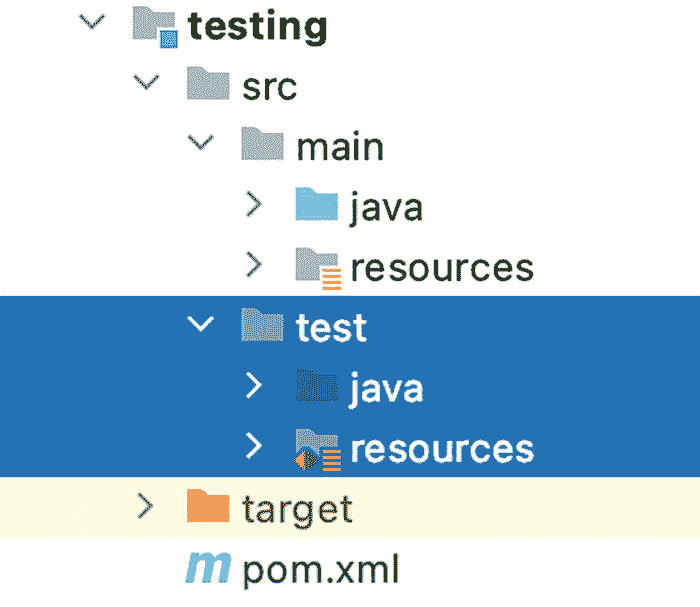 testing
src
main
java
resources
test
java
resources
target
pom.xml